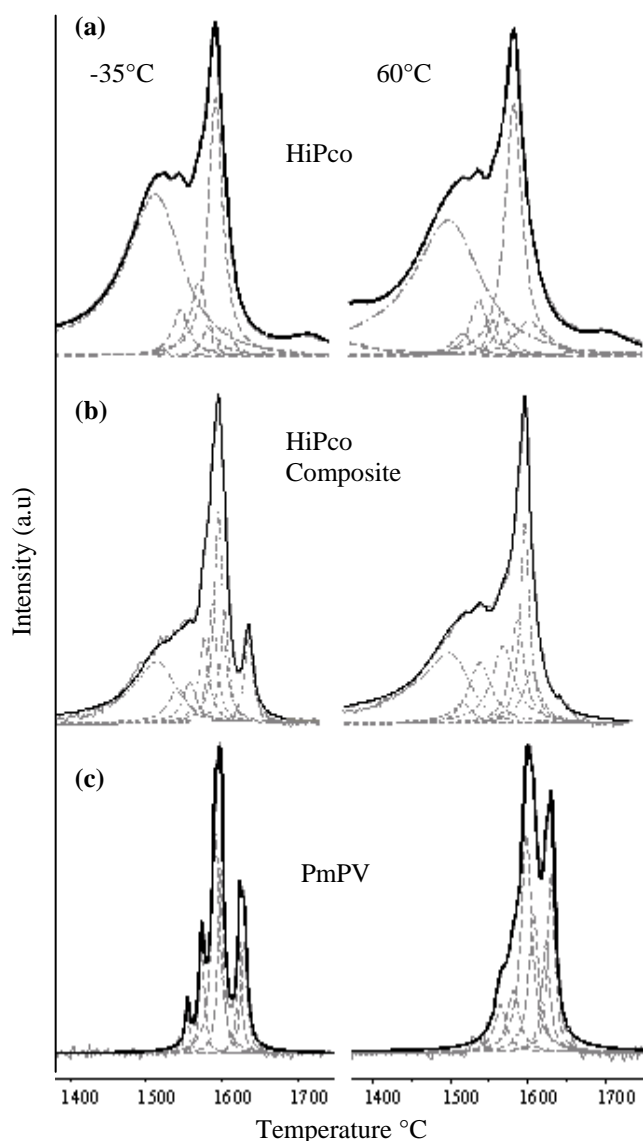 (a)
-35°C 60°C
HiPco
(b)
HiPco
Composite
(c)
PmPV
Intensity (a.u)
1400 1500 1600 1700 1400 1500 1600 1700
Temperature °C